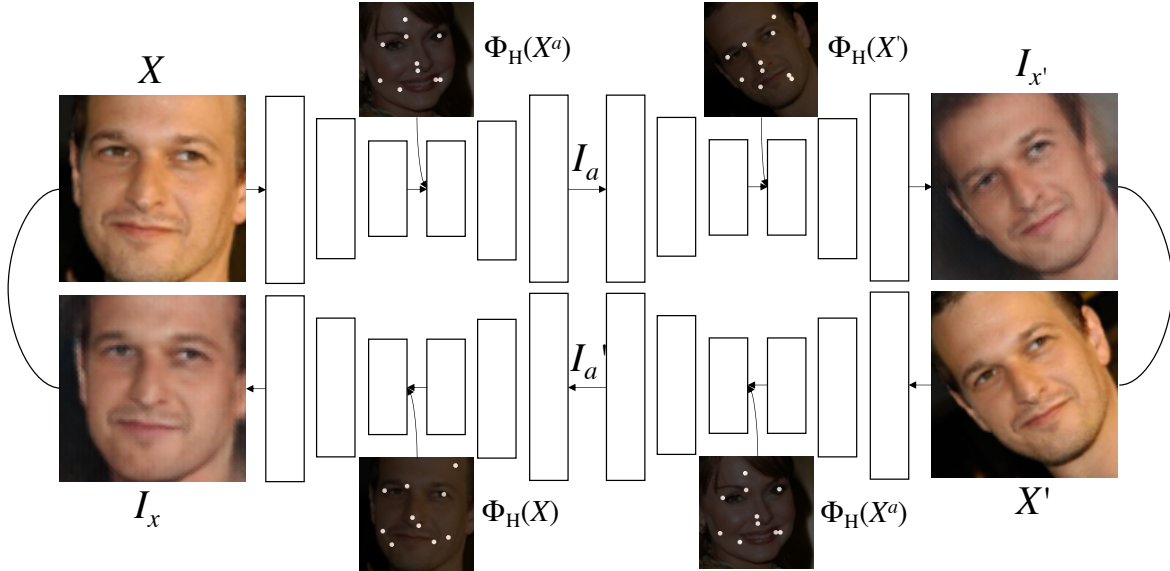 Φ_H(X^a)
Φ_H(X')
X
I_x'
I_a
I_a'
I_x
Φ_H(X)
Φ_H(X^a)
X'